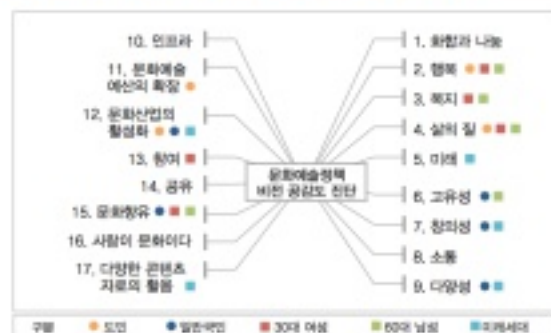 10. 인프라
11. 문화예술
예산의 확장
12. 문화산업의
활성화
13. 참여
14. 공유
15. 문화향유
16. 사람이 문화이다
17. 다양한 콘텐츠
자료의 활용
문화예술정책
비전 공감도 진단
1. 화합과 나눔
2. 행복
3. 복지
4. 삶의 질
5. 미래
6. 고유성
7. 창의성
8. 소통
9. 다양성
구분 도민 일반국민 30대 여성 60대 남성 미래세대